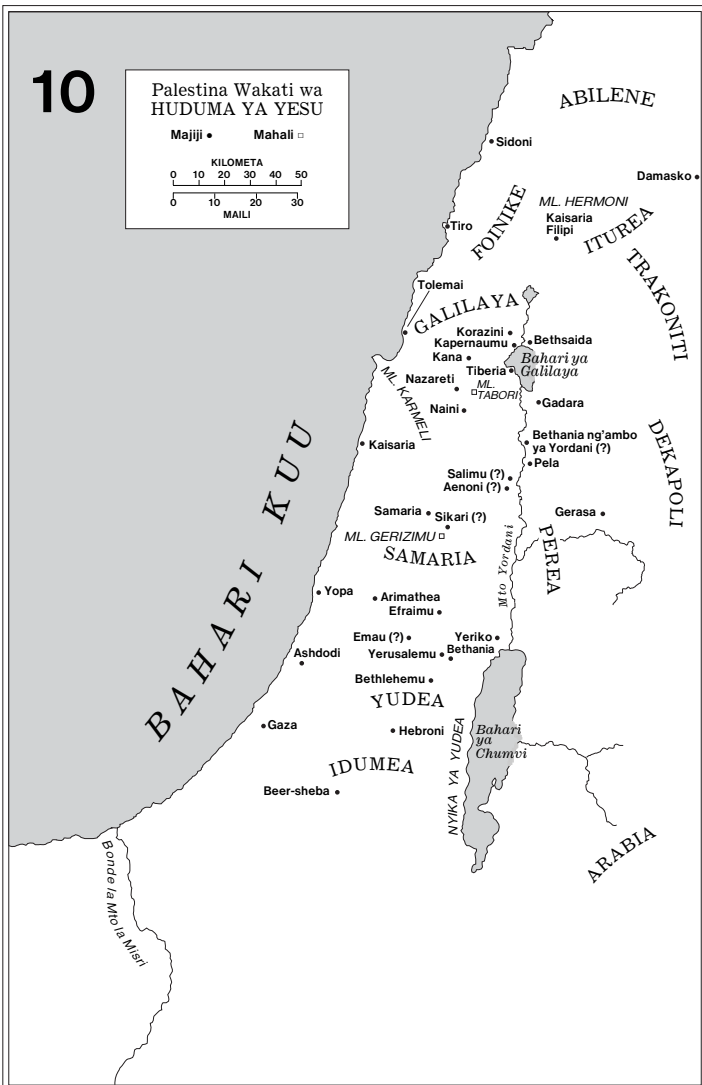 10
Palestina Wakati wa
HUDUMA YA YESU
Majiji
Mahali
KILOMETA
0 10 20 30 40 50
0 10 20 30
MAILI
ABILENE
Sidoni
Damasko
ML. HERMONI
Kaisaria
Filipi
ITUREA
FOINIKE
Tiro
TRAKONITI
Tolemai
GALILAYA
Korazini
Kapernaumu
Bethsaida
Kana
Bahari ya
Galilaya
Tiberia
ML. KARMELI
Nazareti
ML.
TABORI
Naini
Gadara
Kaisaria
Bethania ng'ambo
ya Yordani (?)
DEKAPOLI
Pela
Salimu (?)
Aenoni (?)
Samaria
Sikari (?)
Gerasa
ML. GERIZIMU
SAMARIA
Mto Yordani
PEREA
BAHARI KUU
Yopa
Arimathea
Efraimu
Emau (?)
Yeriko
Yerusalemu
Bethania
Ashdodi
Bethlehemu
YUDEA
Gaza
Hebroni
NYIKA YA YUDEA
Bahari
ya
Chumvi
IDUMEA
Beer-sheba
ARABIA
Bonde la Mto la Misri